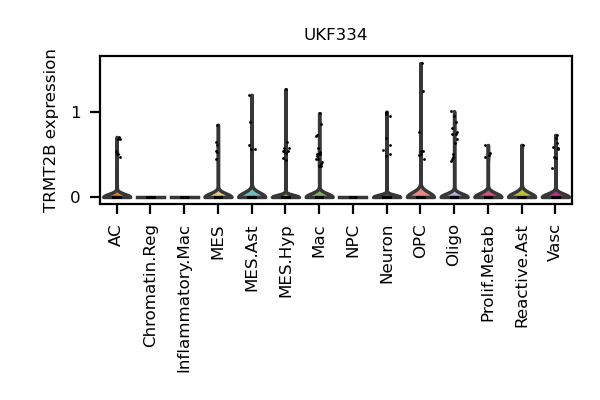 UKF334
TRMT2B expression
1
0
AC
Chromatin.Reg
Inflammatory.Mac
MES
MES.Ast
MES.Hyp
Mac
NPC
Neuron
OPC
Oligo
Prolif.Metab
Reactive.Ast
Vasc